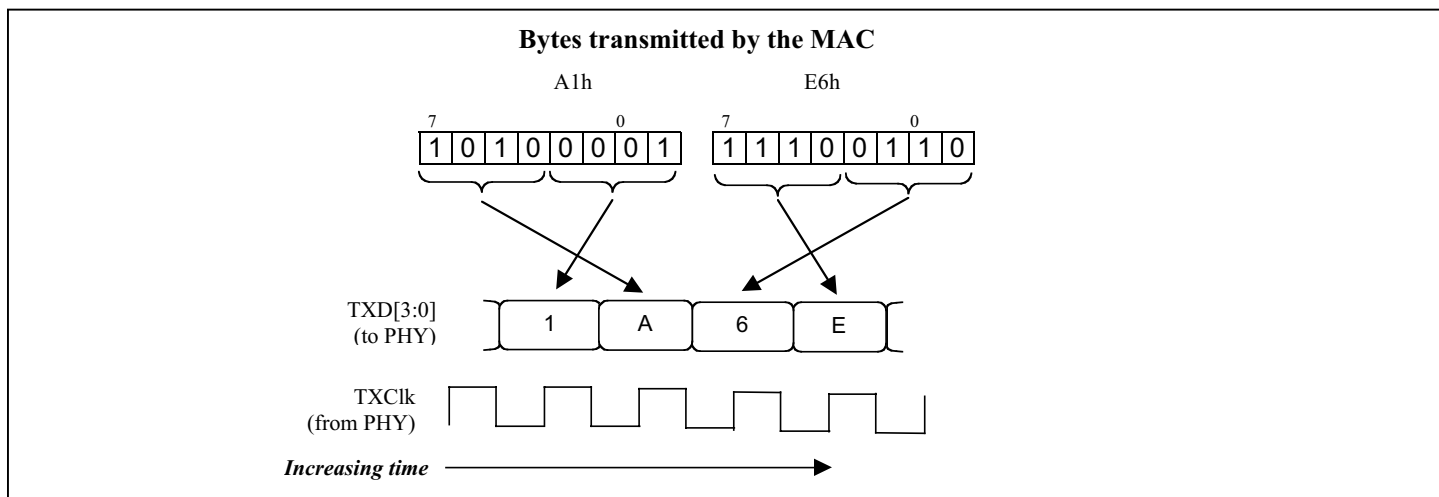 Bytes transmitted by the MAC
A1h E6h
7 0 7 0
1 0 1 0 0 0 0 1 1 1 1 0 0 1 1 0
TXD[3:0]
(to PHY)
1 A 6 E
TXClk
(from PHY)
Increasing time